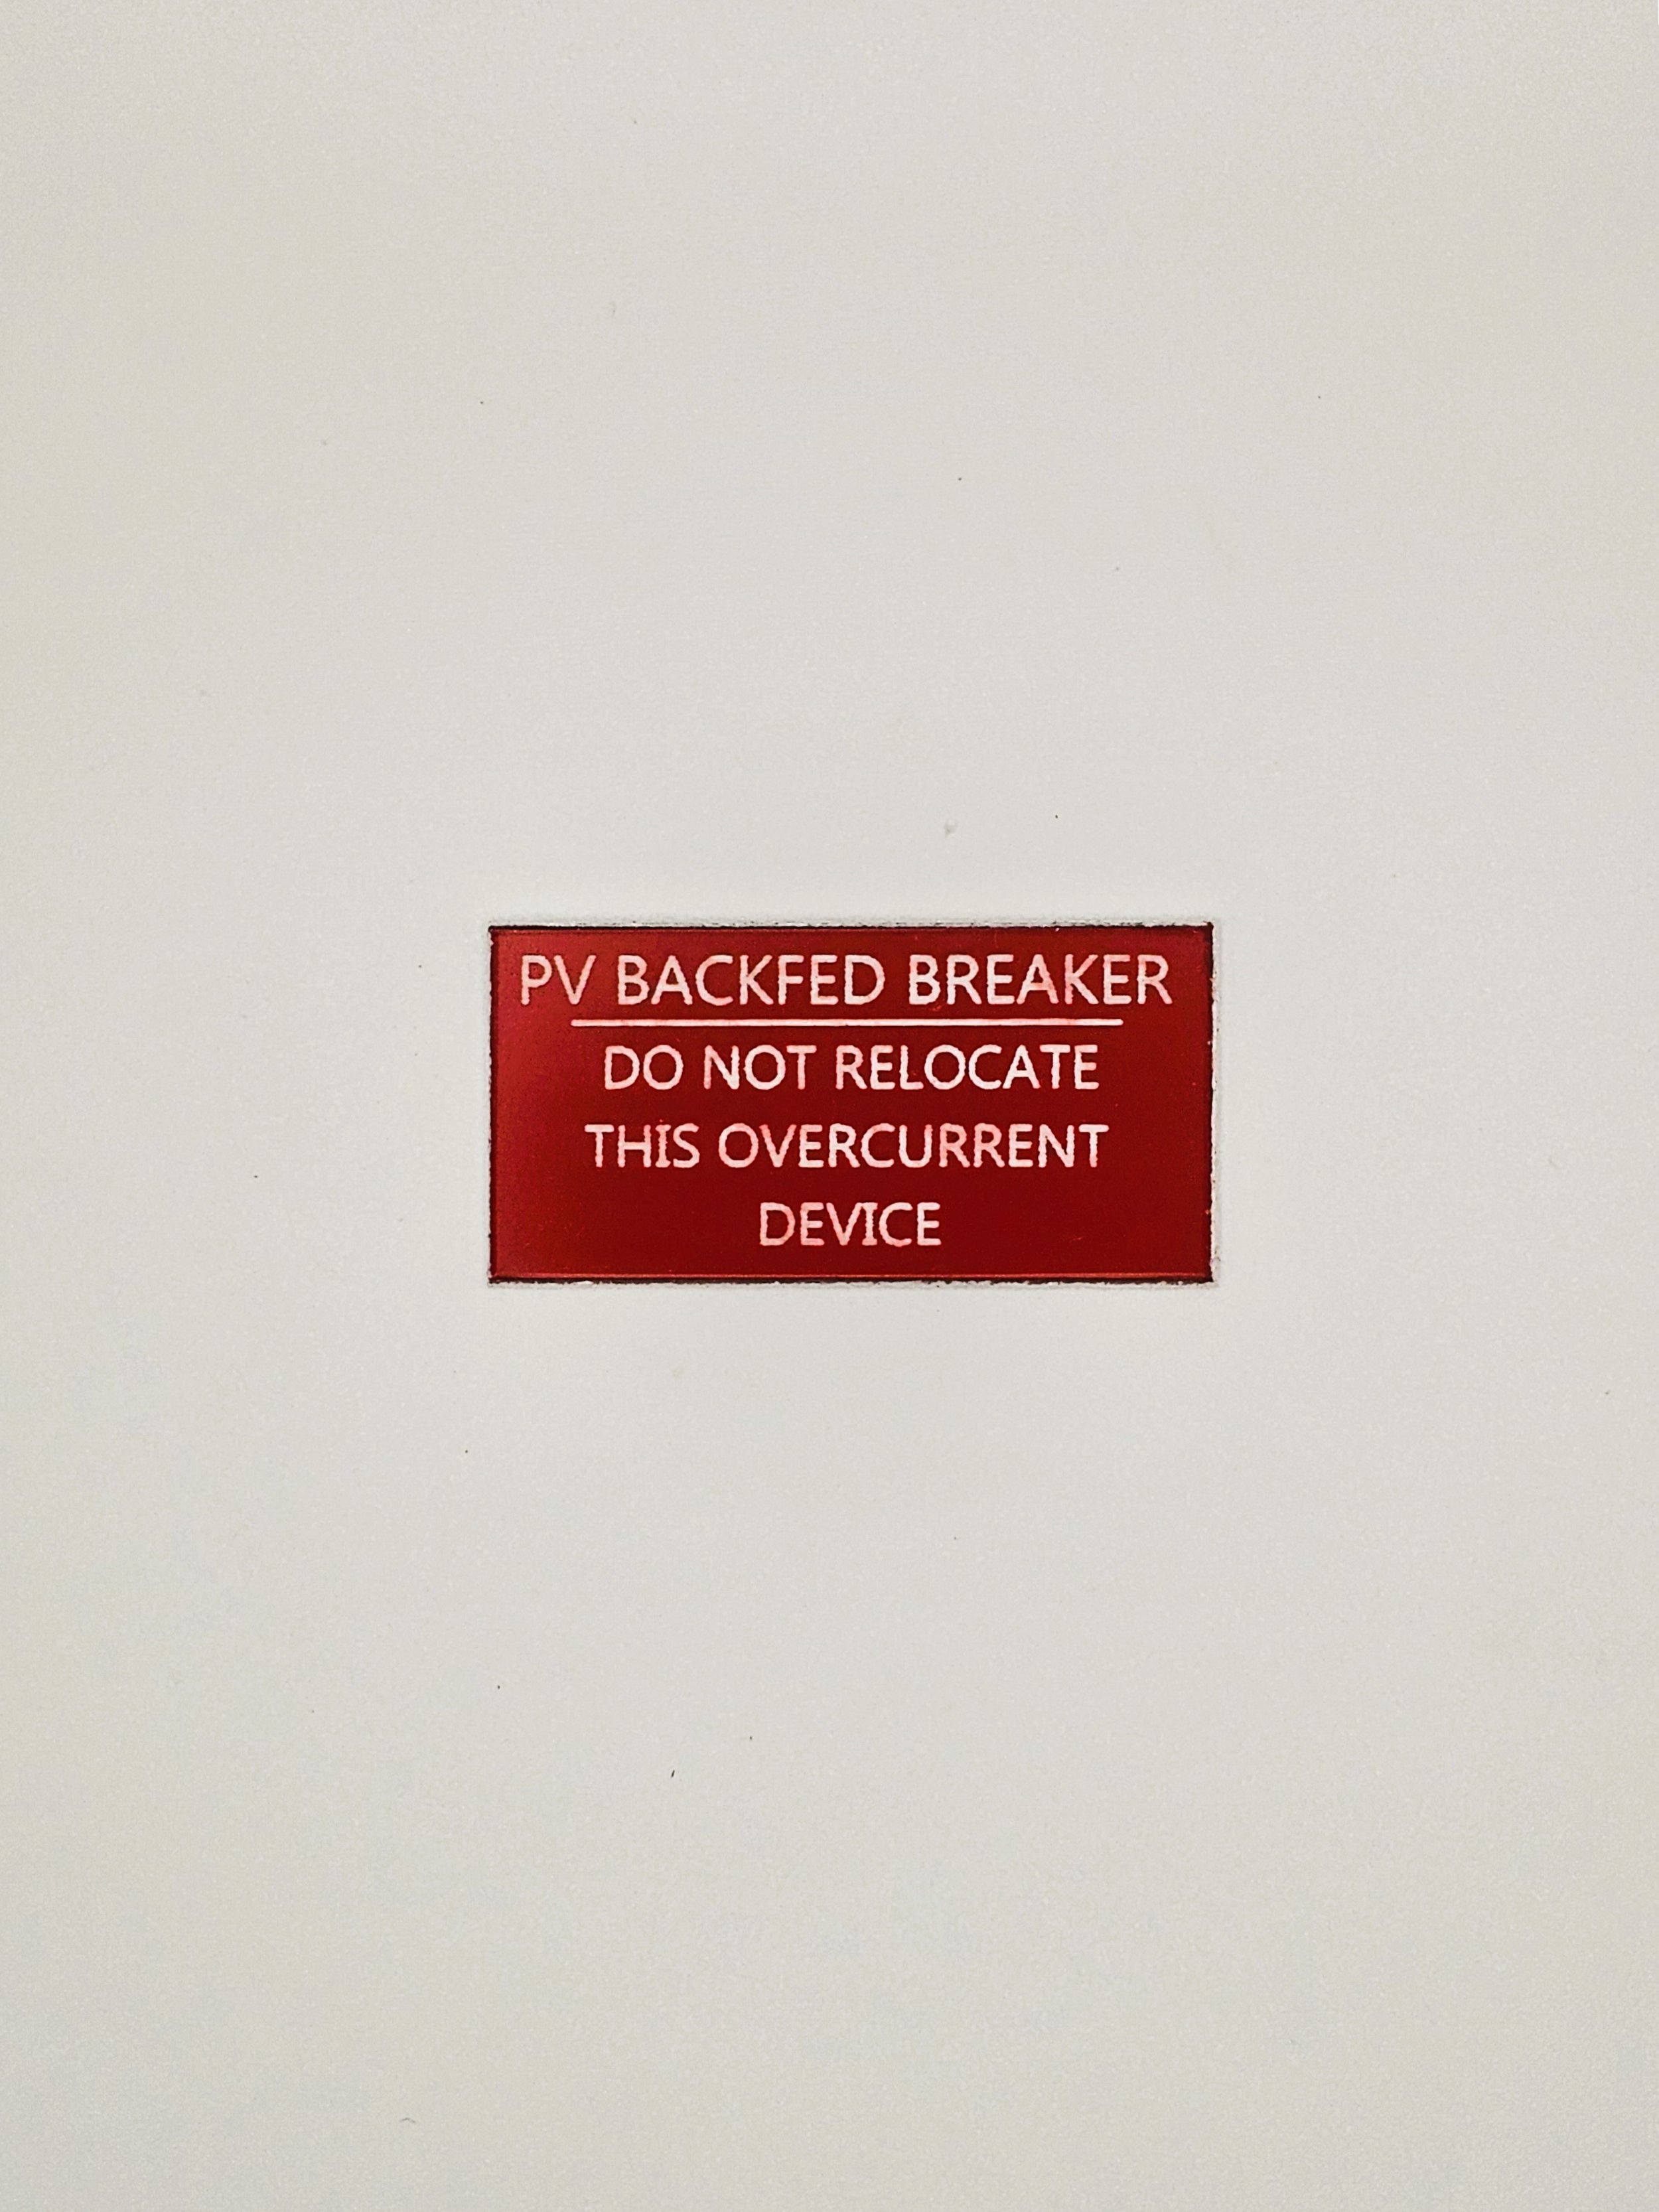 PV BACKFED BREAKER
DO NOT RELOCATE
THIS OVERCURRENT
DEVICE